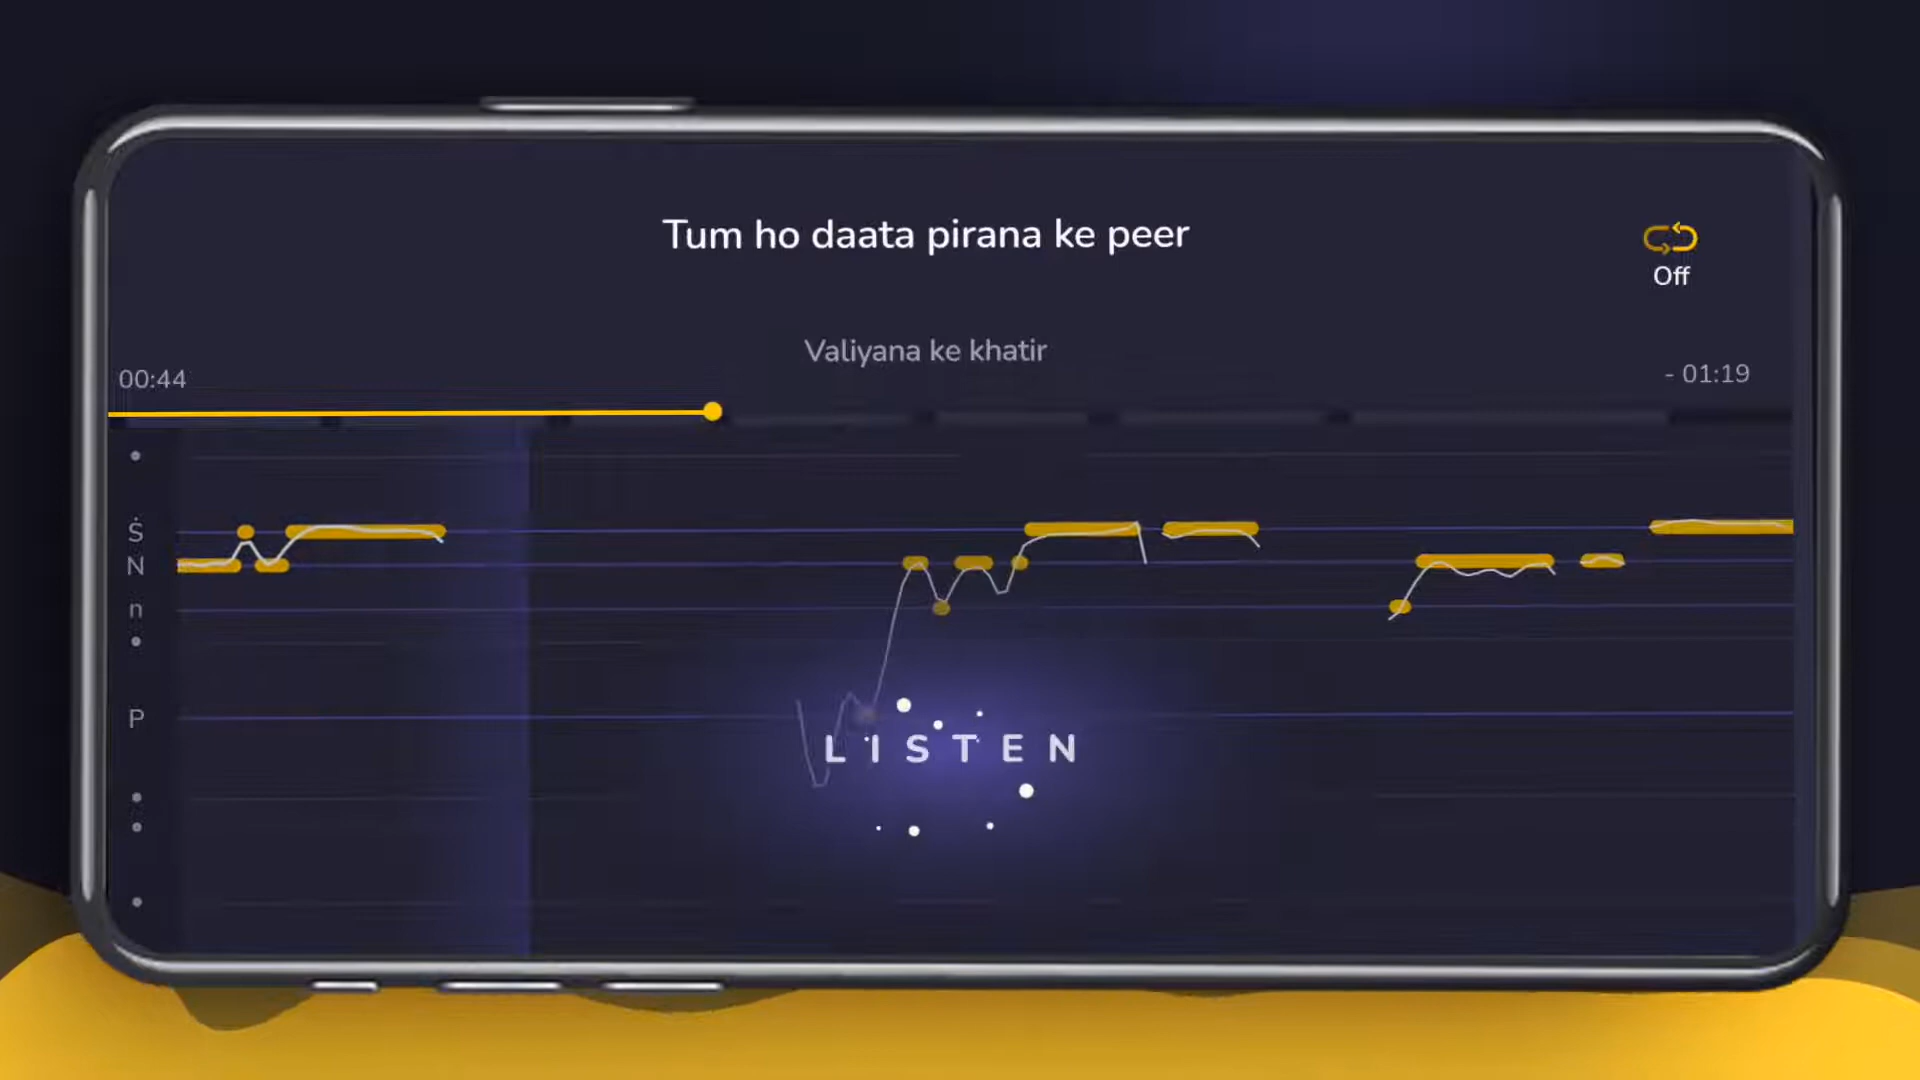 Tum ho daata pirana ke peer
Off
Valiyana ke khatir
00:44
- 01:19
Ṡ
N
n
P
LISTEN